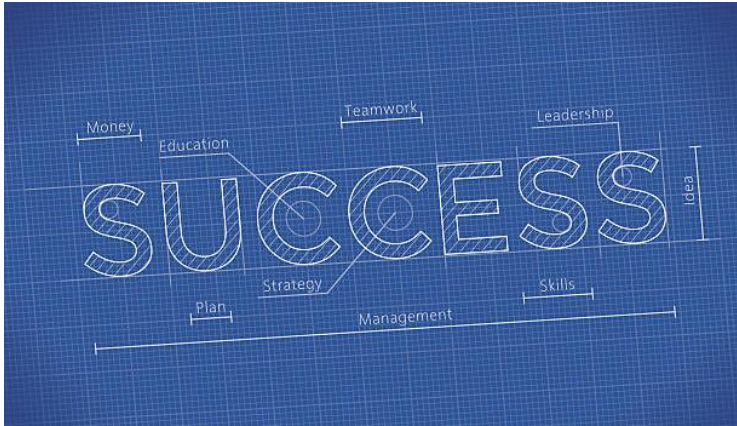 Money
Education
Teamwork
Leadership
SUCCESS
Idea
Strategy
Plan
Skills
Management